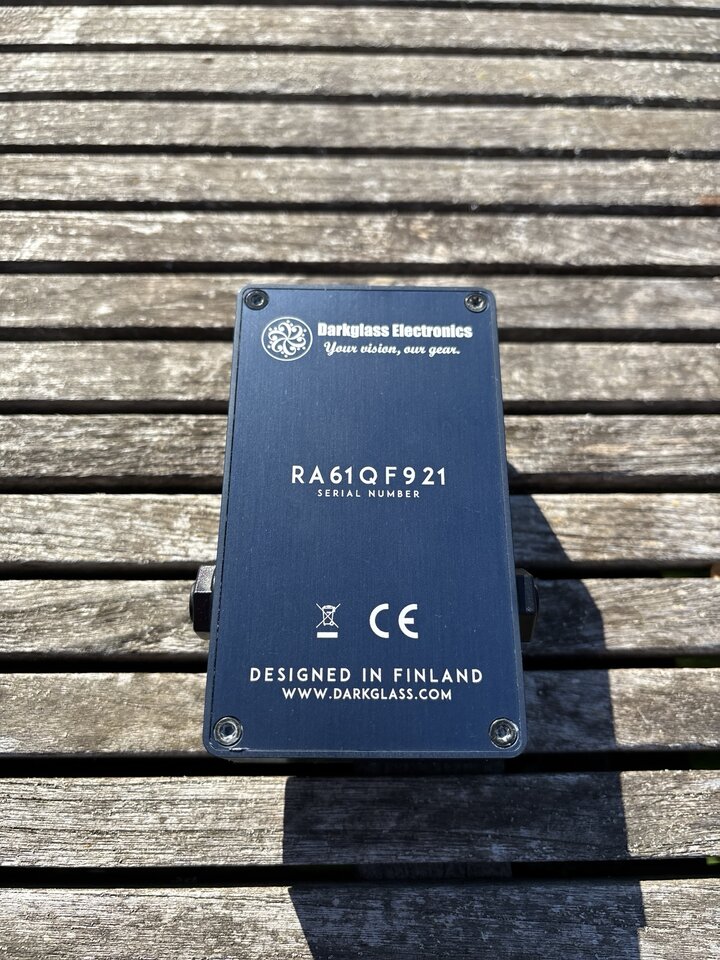 Darkglass Electronics
Your vision, our gear.
RA61QF921
SERIAL NUMBER
CE
DESIGNED IN FINLAND
WWW.DARKGLASS.COM